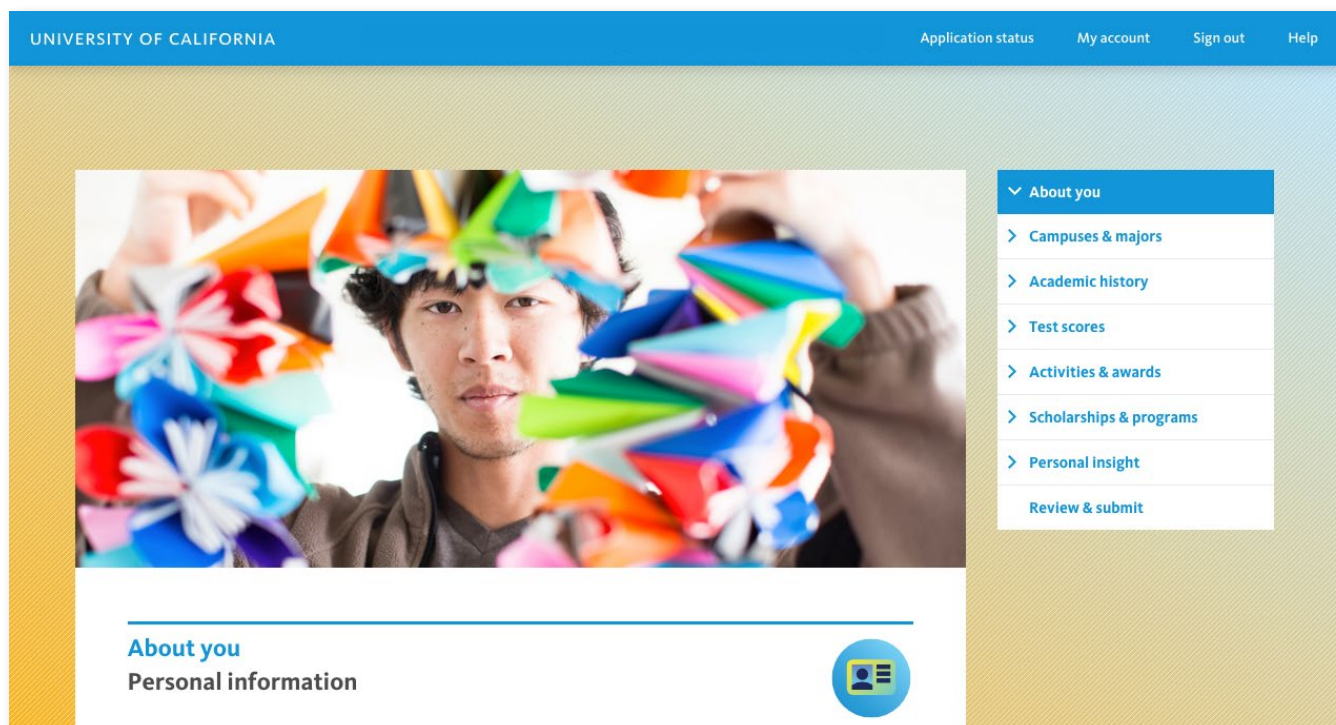 UNIVERSITY OF CALIFORNIA
Application status
My account
Sign out
Help
About you
Campuses & majors
Academic history
Test scores
Activities & awards
Scholarships & programs
Personal insight
Review & submit
About you
Personal information